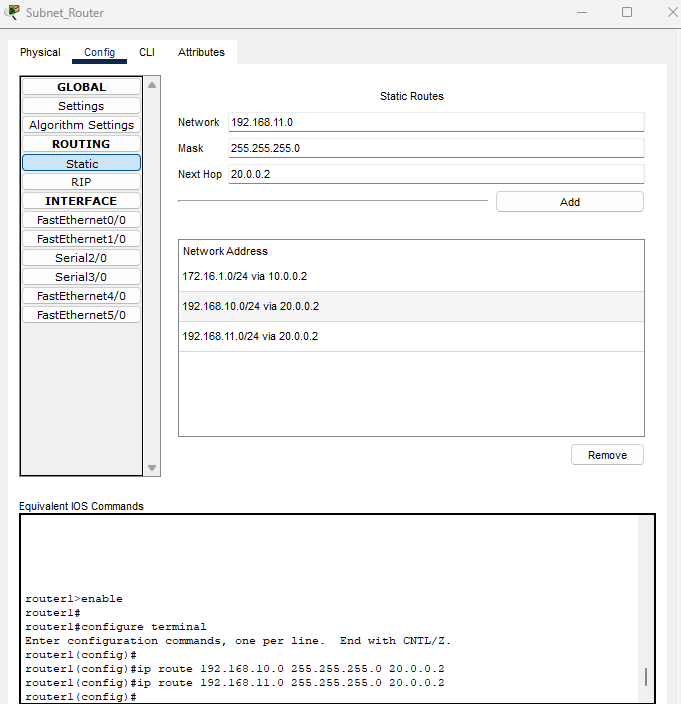 Subnet_Router
Physical Config CLI Attributes
GLOBAL
Settings
Algorithm Settings
ROUTING
Static
RIP
INTERFACE
FastEthernet0/0
FastEthernet1/0
Serial2/0
Serial3/0
FastEthernet4/0
FastEthernet5/0
Static Routes
Network 192.168.11.0
Mask 255.255.255.0
Next Hop 20.0.0.2
Add
Network Address
172.16.1.0/24 via 10.0.0.2
192.168.10.0/24 via 20.0.0.2
192.168.11.0/24 via 20.0.0.2
Remove
Equivalent IOS Commands
router1>enable
router1#
router1#configure terminal
Enter configuration commands, one per line. End with CNTL/Z.
router1(config)#
router1(config)#ip route 192.168.10.0 255.255.255.0 20.0.0.2
router1(config)#ip route 192.168.11.0 255.255.255.0 20.0.0.2
router1(config)#